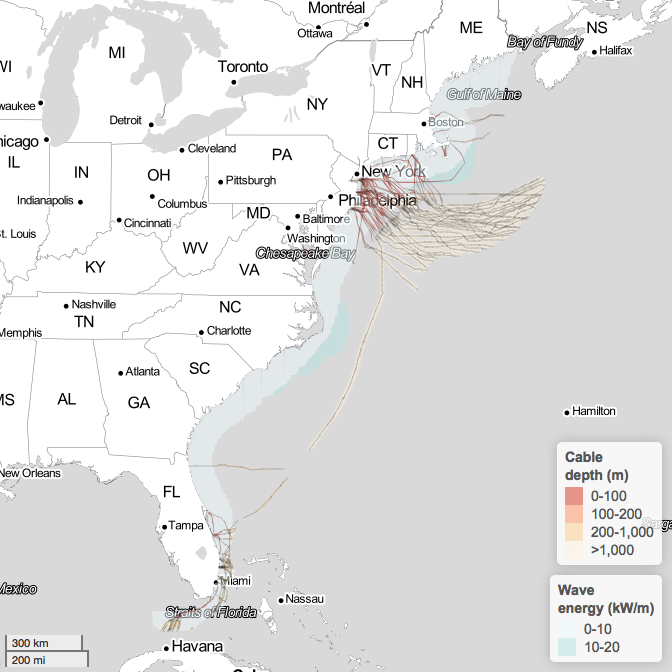 Montréal
ME
NS
Bay of Fundy
Ottawa
Halifax
MI
WI
Toronto
VT
NH
Gulf of Maine
NY
waukee
Detroit
Boston
hicago
CT
Cleveland
IL
IN
OH
PA
New York
Pittsburgh
Indianapolis
Columbus
Philadelphia
MD
Baltimore
Cincinnati
St. Louis
Washington
WV
Chesapeake Bay
KY
VA
Nashville
NC
TN
Memphis
Charlotte
SC
Atlanta
MS
AL
GA
Hamilton
New Orleans
FL
Tampa
Miami
Mexico
Nassau
Straits of Florida
Havana
Cable
depth (m)
0-100
100-200
200-1,000
>1,000
Sarga
Wave
energy (kW/m)
0-10
10-20
300 km
200 mi